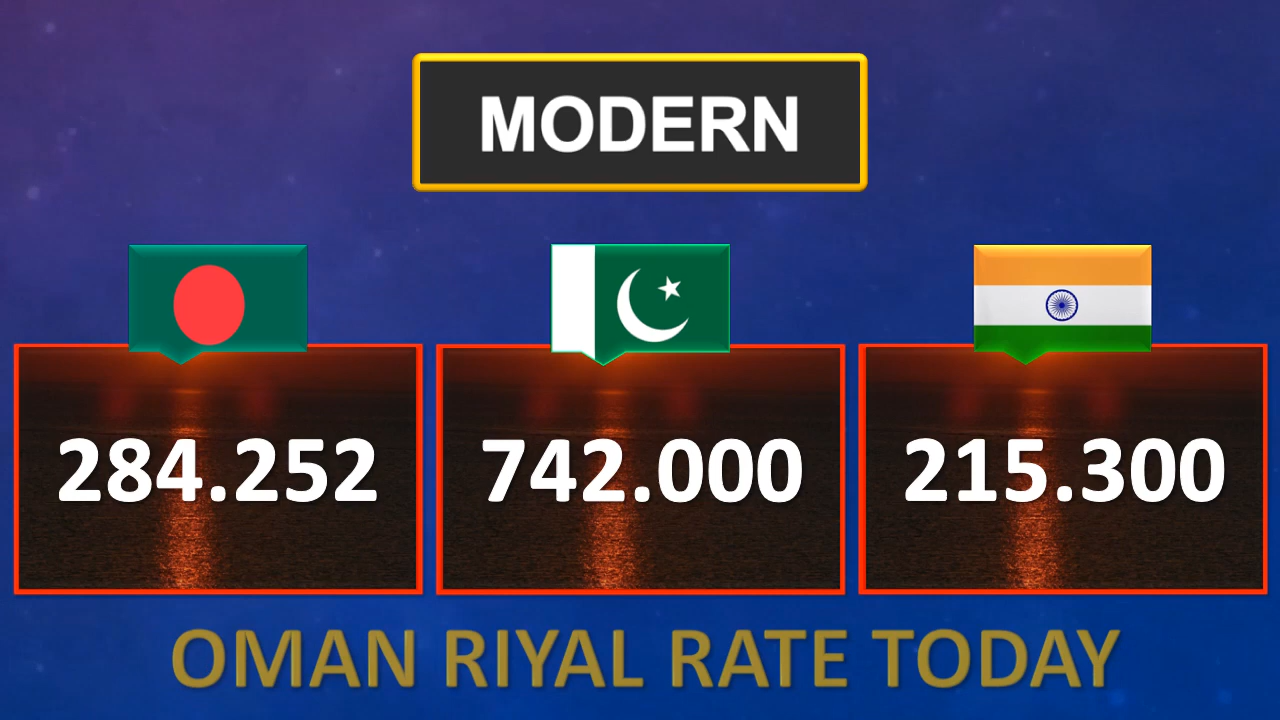 MODERN
284.252
742.000
215.300
OMAN RIYAL RATE TODAY